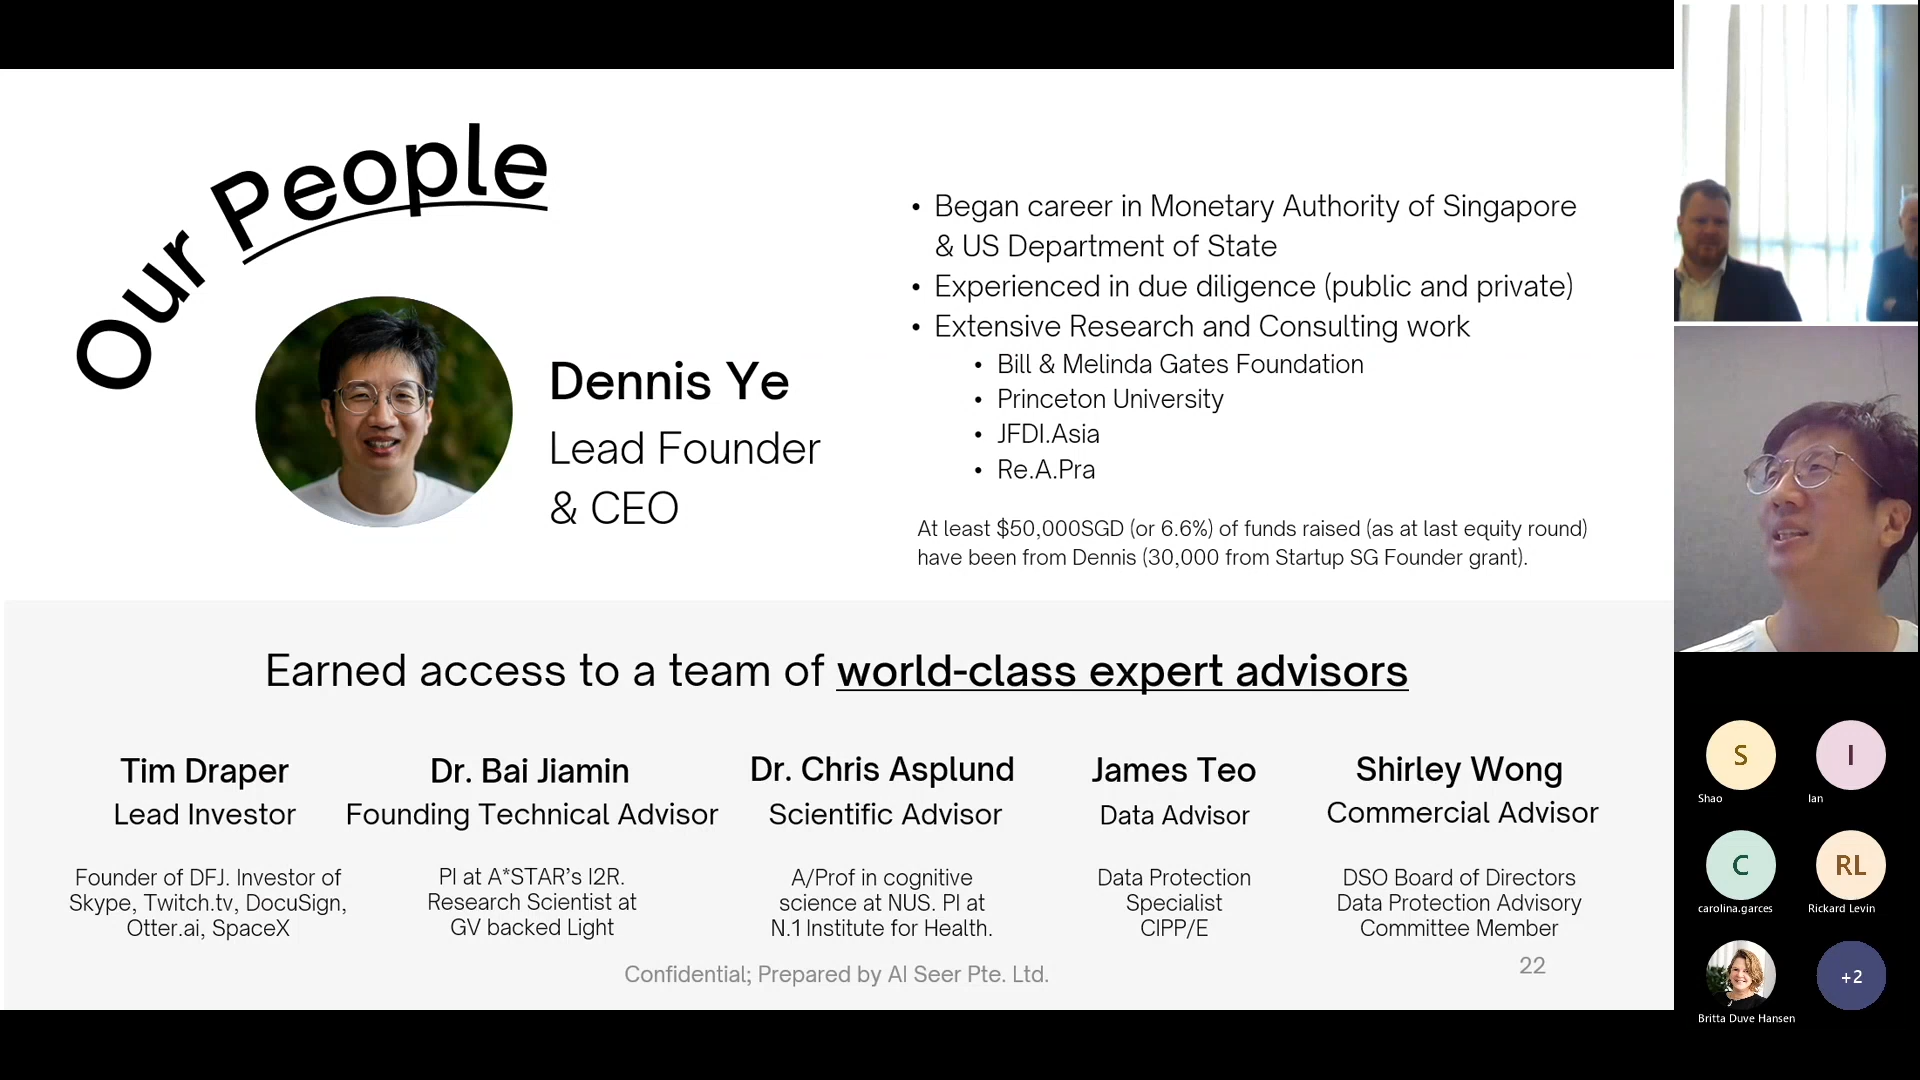 Our People
Dennis Ye
Lead Founder
& CEO
• Began career in Monetary Authority of Singapore
& US Department of State
• Experienced in due diligence (public and private)
• Extensive Research and Consulting work
• Bill & Melinda Gates Foundation
• Princeton University
• JFDI.Asia
• Re.A.Pra
At least $50,000SGD (or 6.6%) of funds raised (as at last equity round)
have been from Dennis (30,000 from Startup SG Founder grant).
Earned access to a team of world-class expert advisors
Tim Draper
Lead Investor
Founder of DFJ. Investor of
Skype, Twitch.tv, DocuSign,
Otter.ai, SpaceX
Dr. Bai Jiamin
Founding Technical Advisor
PI at A*STAR’s I2R.
Research Scientist at
GV backed Light
Dr. Chris Asplund
Scientific Advisor
A/Prof in cognitive
science at NUS. PI at
N.1 Institute for Health.
James Teo
Data Advisor
Data Protection
Specialist
CIPP/E
Shirley Wong
Commercial Advisor
DSO Board of Directors
Data Protection Advisory
Committee Member
Confidential; Prepared by AI Seer Pte. Ltd.
22
S
Shao
I
Ian
C
carolina.garces
RL
Rickard Levin
Britta Duve Hansen
+2